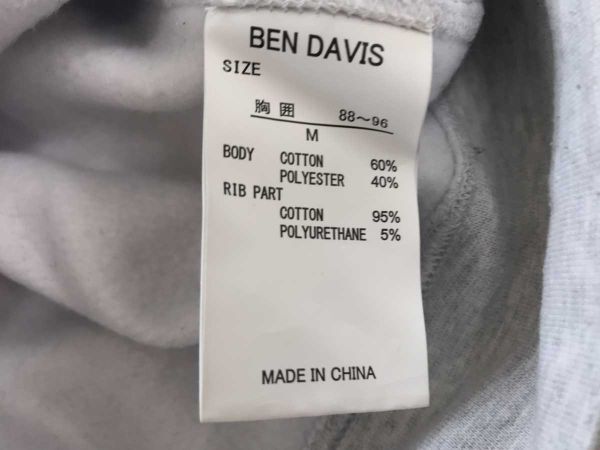 BEN DAVIS
SIZE
胸囲 88～96
M
BODY COTTON 60%
POLYESTER 40%
RIB PART
COTTON 95%
POLYURETHANE 5%
MADE IN CHINA